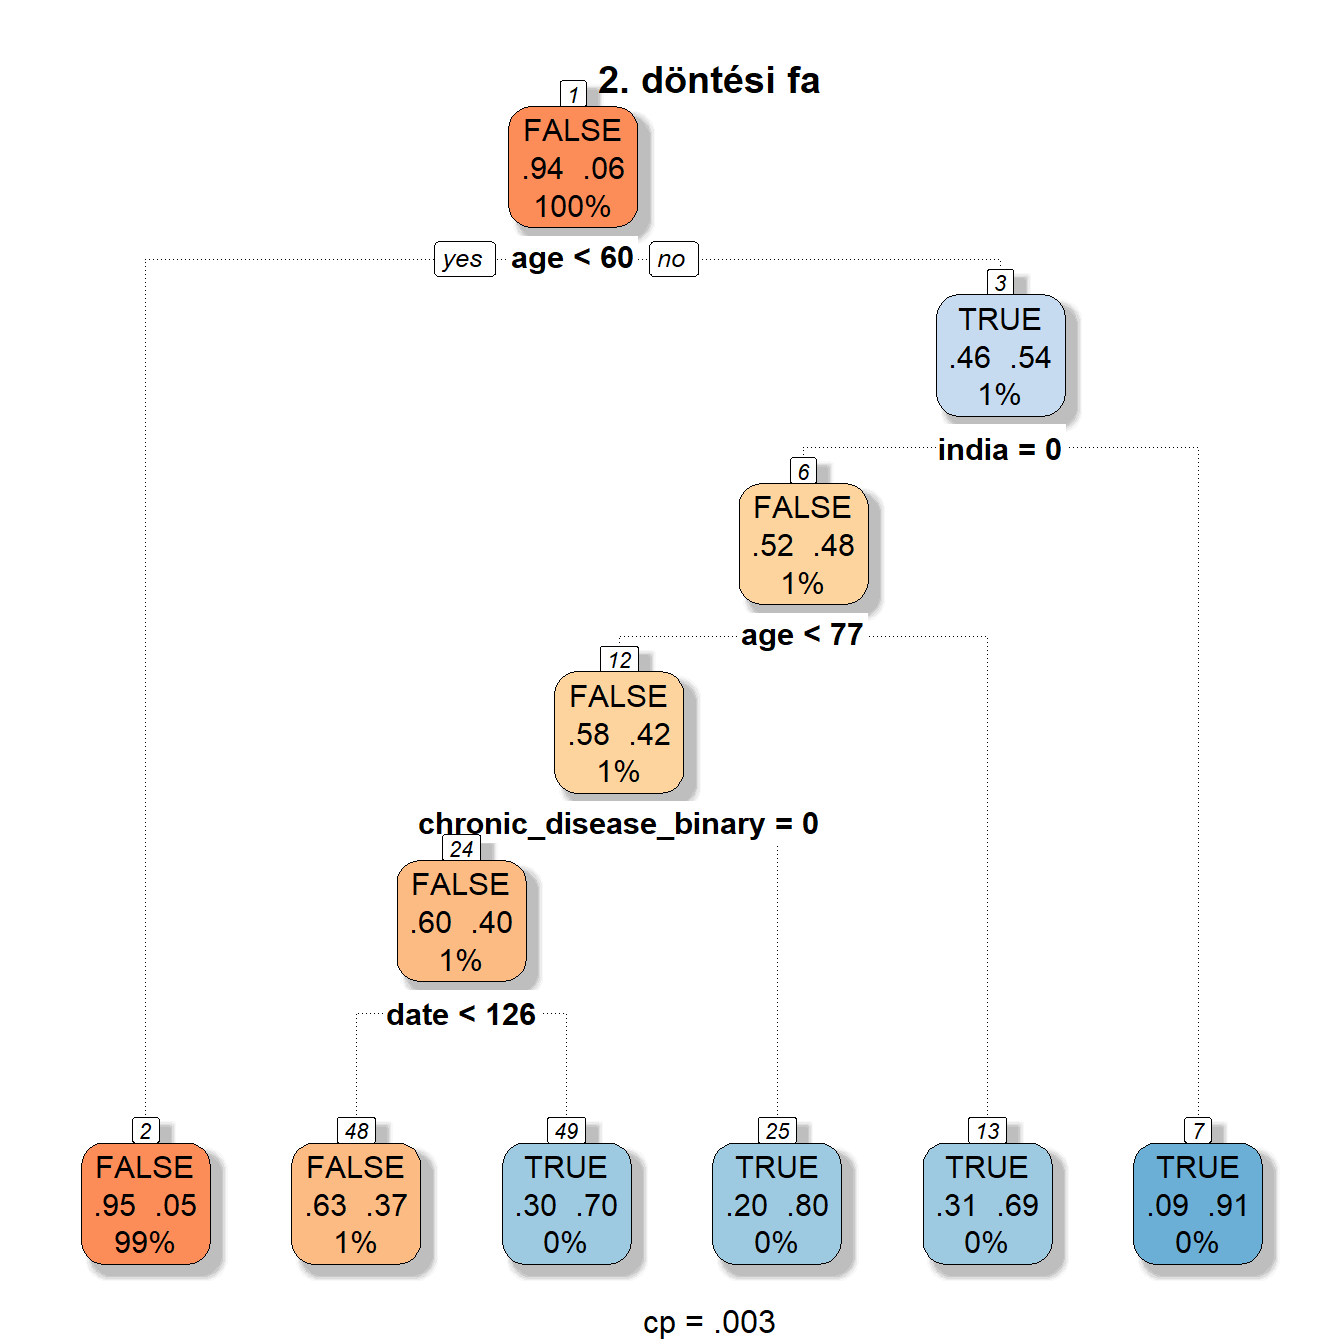 2. döntési fa
1
FALSE
.94 .06
100%
yes age < 60 no
3
TRUE
.46 .54
1%
india = 0
6
FALSE
.52 .48
1%
age < 77
12
FALSE
.58 .42
1%
chronic_disease_binary = 0
24
FALSE
.60 .40
1%
date < 126
2
FALSE
.95 .05
99%
48
FALSE
.63 .37
1%
49
TRUE
.30 .70
0%
25
TRUE
.20 .80
0%
13
TRUE
.31 .69
0%
7
TRUE
.09 .91
0%
cp = .003